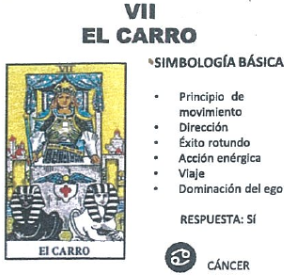 VII
EL CARRO
SIMBOLOGÍA BÁSICA
VII
• Principio de
movimiento
• Dirección
• Éxito rotundo
• Acción enérgica
• Viaje
• Dominación del ego
RESPUESTA: SÍ
EL CARRO
CÁNCER